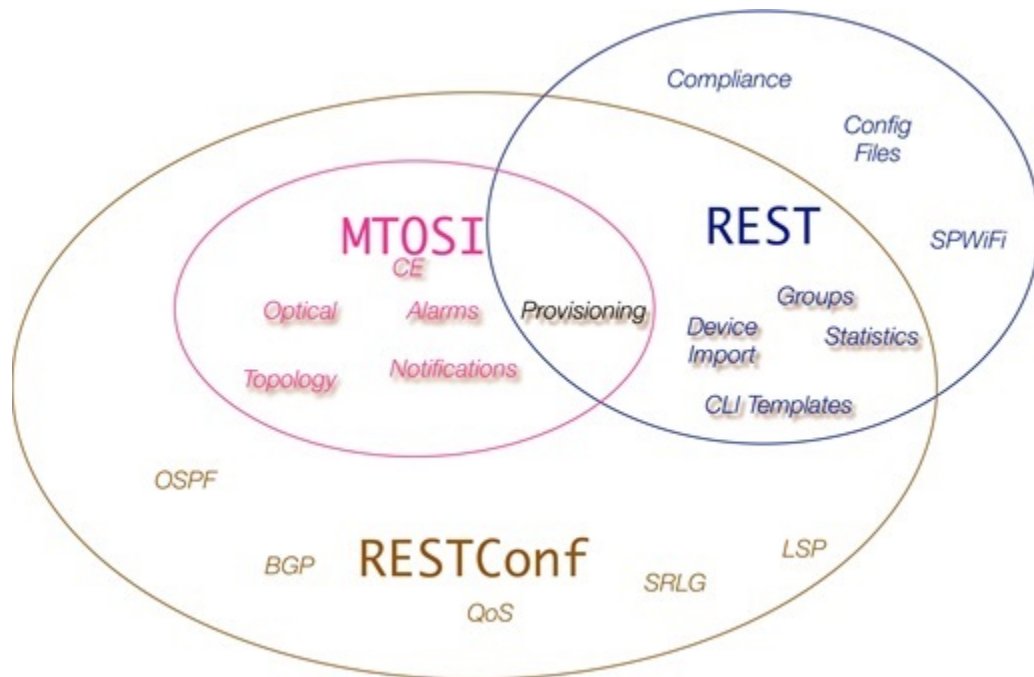 Compliance
Config
Files
MTOSI
REST
SPWiFi
CE
Optical
Alarms
Provisioning
Groups
Device
Import
Statistics
Topology
Notifications
CLI Templates
OSPF
BGP
RESTConf
LSP
SRLG
QoS